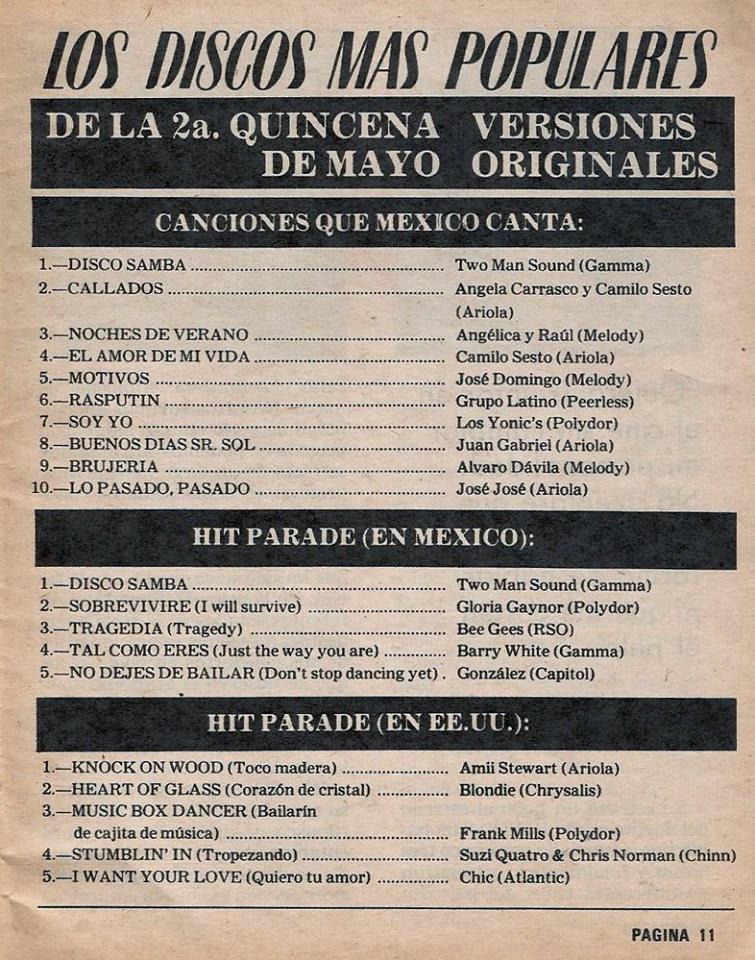 LOS DISCOS MAS POPULARES
DE LA 2a. QUINCENA VERSIONES
DE MAYO ORIGINALES
CANCIONES QUE MEXICO CANTA:
1.—DISCO SAMBA ........................ Two Man Sound (Gamma)
2.—CALLADOS ........................ Angela Carrasco y Camilo Sesto
(Ariola)
3.—NOCHES DE VERANO ........................ Angélica y Raúl (Melody)
4.—EL AMOR DE MI VIDA ........................ Camilo Sesto (Ariola)
5.—MOTIVOS ........................ José Domingo (Melody)
6.—RASPUTIN ........................ Grupo Latino (Peerless)
7.—SOY YO ........................ Los Yonic's (Polydor)
8.—BUENOS DIAS SR. SOL ........................ Juan Gabriel (Ariola)
9.—BRUJERIA ........................ Alvaro Dávila (Melody)
10.—LO PASADO, PASADO ........................ José José (Ariola)
HIT PARADE (EN MEXICO):
1.—DISCO SAMBA ........................ Two Man Sound (Gamma)
2.—SOBREVIVIRE (I will survive) ........................ Gloria Gaynor (Polydor)
3.—TRAGEDIA (Tragedy) ........................ Bee Gees (RSO)
4.—TAL COMO ERES (Just the way you are) ............ Barry White (Gamma)
5.—NO DEJES DE BAILAR (Don't stop dancing yet) . González (Capitol)
HIT PARADE (EN EE.UU.):
1.—KNOCK ON WOOD (Toco madera) .................. Amii Stewart (Ariola)
2.—HEART OF GLASS (Corazón de cristal) ............ Blondie (Chrysalis)
3.—MUSIC BOX DANCER (Bailarín
de cajita de música) ........................ Frank Mills (Polydor)
4.—STUMBLIN' IN (Tropezando) ........................ Suzi Quatro & Chris Norman (Chinn)
5.—I WANT YOUR LOVE (Quiero tu amor) ............ Chic (Atlantic)
PAGINA 11